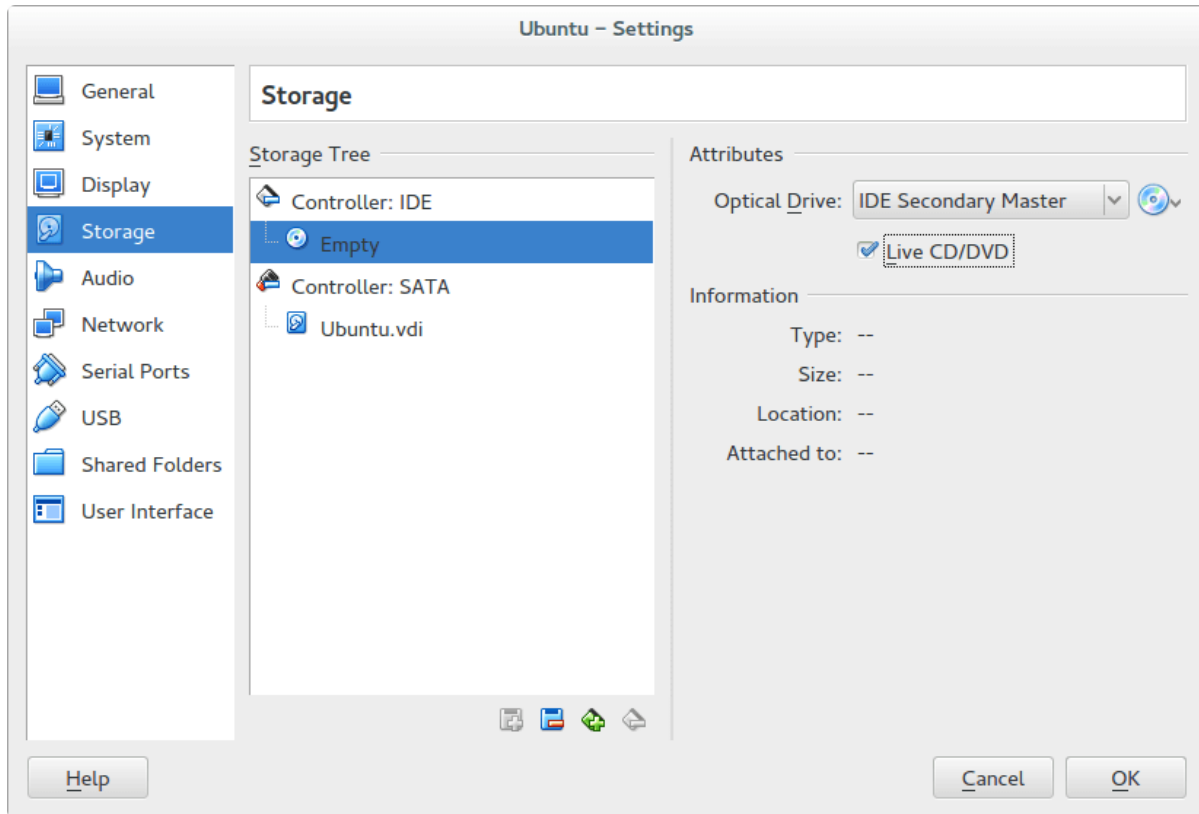 Ubuntu – Settings
General
System
Display
Storage
Audio
Network
Serial Ports
USB
Shared Folders
User Interface
Storage
Storage Tree
Controller: IDE
Empty
Controller: SATA
Ubuntu.vdi
Attributes
Optical Drive: IDE Secondary Master
Live CD/DVD
Information
Type: --
Size: --
Location: --
Attached to: --
Help
Cancel
OK